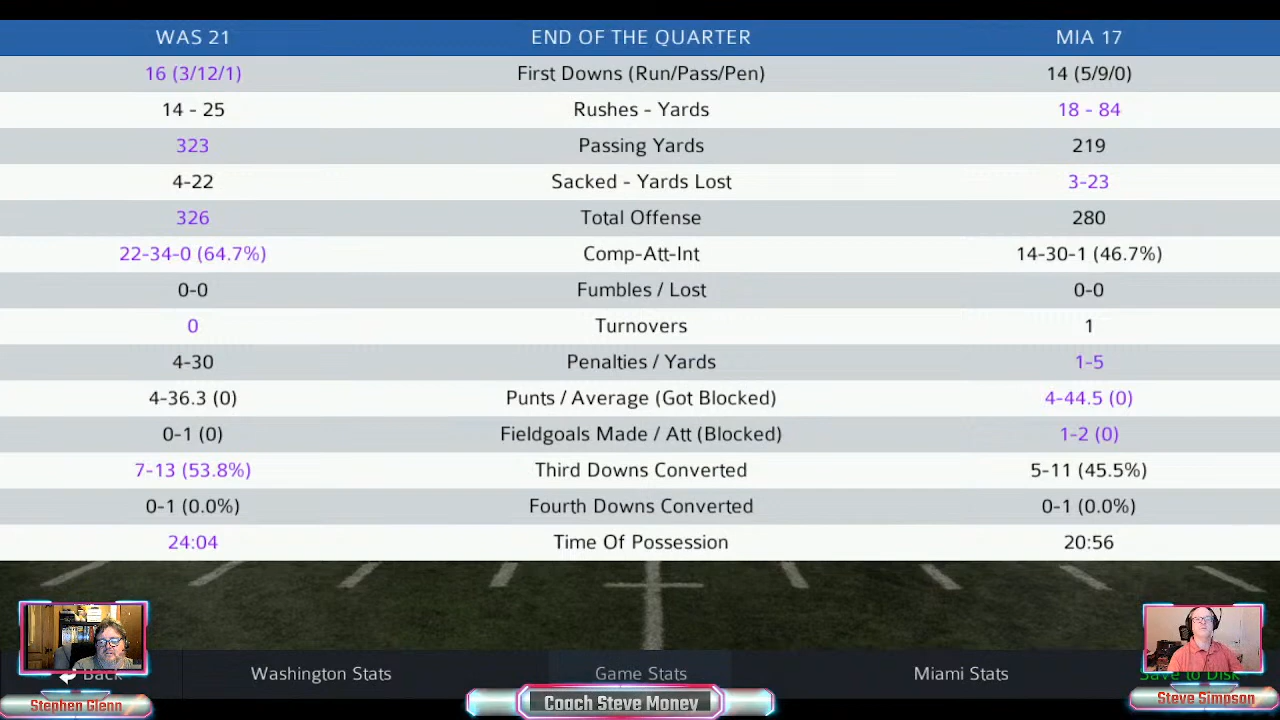 WAS 21 END OF THE QUARTER MIA 17
16 (3/12/1) First Downs (Run/Pass/Pen) 14 (5/9/0)
14 - 25 Rushes - Yards 18 - 84
323 Passing Yards 219
4-22 Sacked - Yards Lost 3-23
326 Total Offense 280
22-34-0 (64.7%) Comp-Att-Int 14-30-1 (46.7%)
0-0 Fumbles / Lost 0-0
0 Turnovers 1
4-30 Penalties / Yards 1-5
4-36.3 (0) Punts / Average (Got Blocked) 4-44.5 (0)
0-1 (0) Fieldgoals Made / Att (Blocked) 1-2 (0)
7-13 (53.8%) Third Downs Converted 5-11 (45.5%)
0-1 (0.0%) Fourth Downs Converted 0-1 (0.0%)
24:04 Time Of Possession 20:56
Back Washington Stats Game Stats Miami Stats Save to Disk
Stephen Glenn Coach Steve Money Steve Simpson